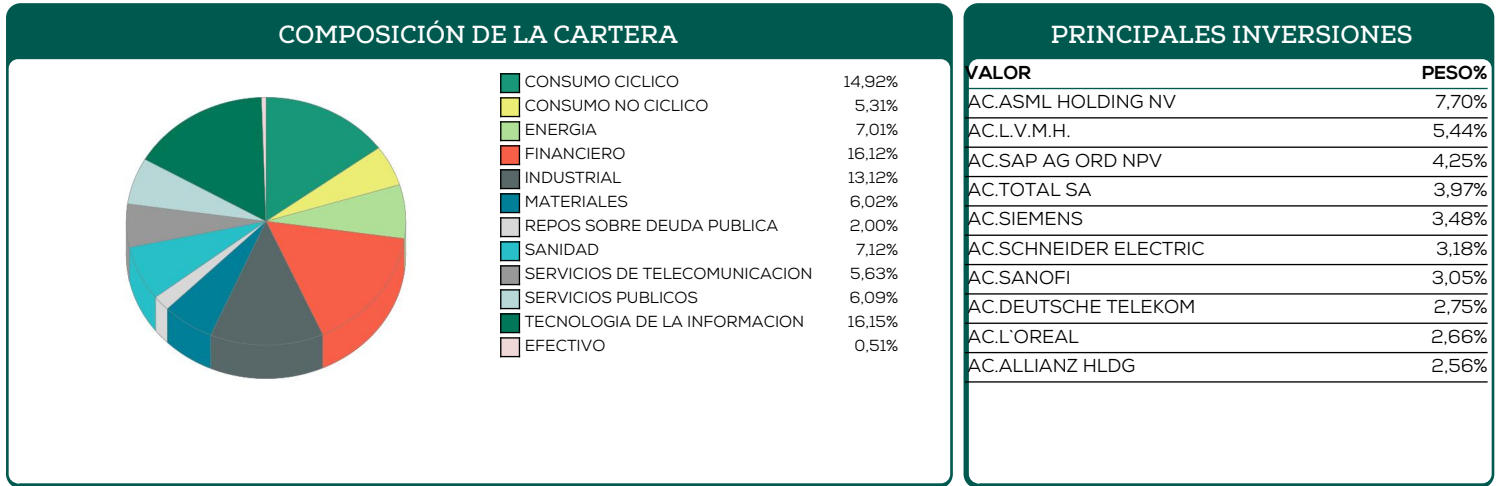 COMPOSICIÓN DE LA CARTERA
CONSUMO CICLICO 14,92%
CONSUMO NO CICLICO 5,31%
ENERGIA 7,01%
FINANCIERO 16,12%
INDUSTRIAL 13,12%
MATERIALES 6,02%
REPOS SOBRE DEUDA PUBLICA 2,00%
SANIDAD 7,12%
SERVICIOS DE TELECOMUNICACION 5,63%
SERVICIOS PUBLICOS 6,09%
TECNOLOGIA DE LA INFORMACION 16,15%
EFECTIVO 0,51%
PRINCIPALES INVERSIONES
VALOR PESO%
AC.ASML HOLDING NV 7,70%
AC.L.V.M.H. 5,44%
AC.SAP AG ORD NPV 4,25%
AC.TOTAL SA 3,97%
AC.SIEMENS 3,48%
AC.SCHNEIDER ELECTRIC 3,18%
AC.SANOFI 3,05%
AC.DEUTSCHE TELEKOM 2,75%
AC.L`OREAL 2,66%
AC.ALLIANZ HLDG 2,56%